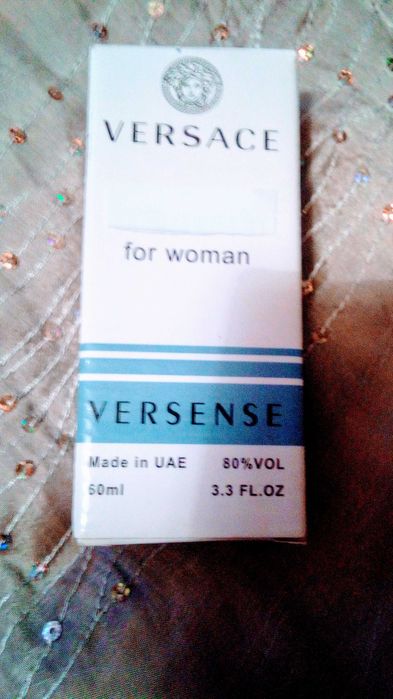 VERSACE
for woman
VERSENSE
Made in UAE 80%VOL
60ml 3.3 FL.OZ